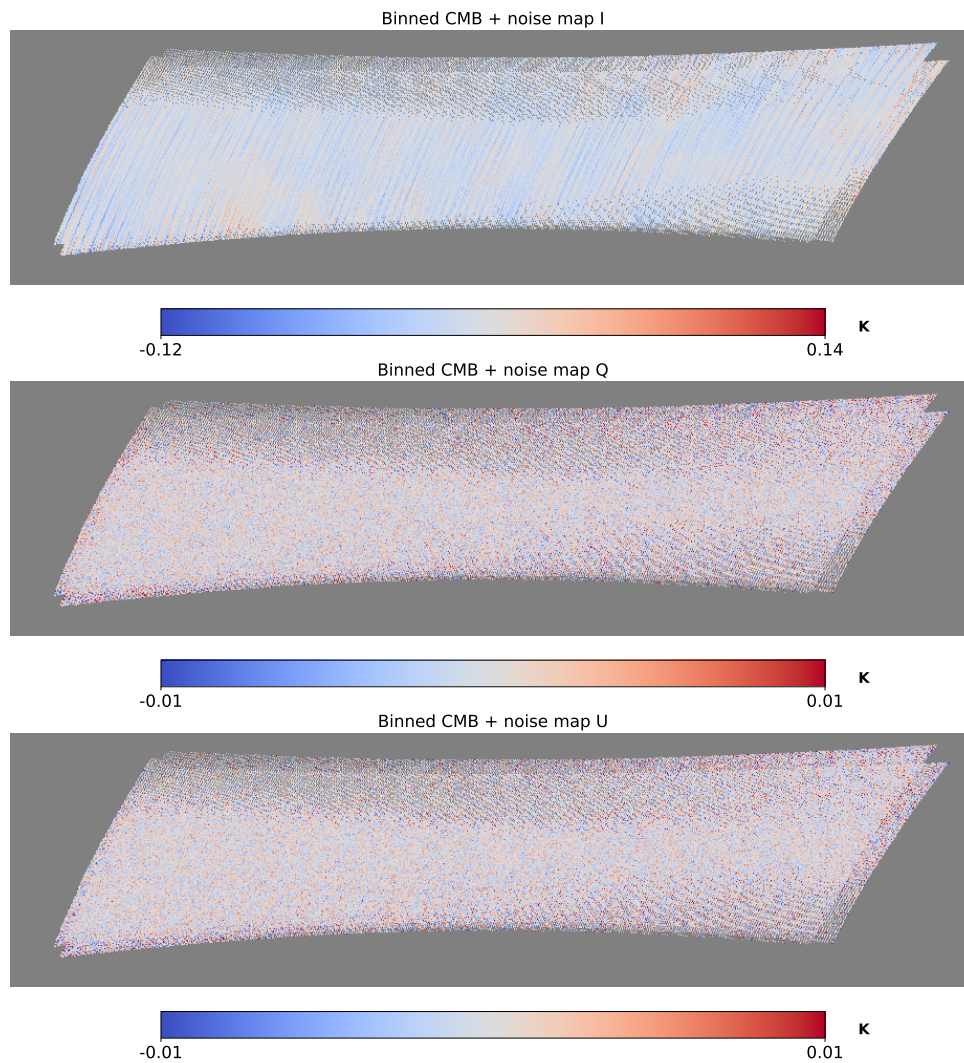 Binned CMB + noise map I
K
-0.12 0.14
Binned CMB + noise map Q
K
-0.01 0.01
Binned CMB + noise map U
K
-0.01 0.01